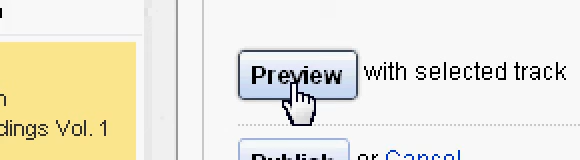 Preview with selected track
dings Vol. 1
Publish or Cancel